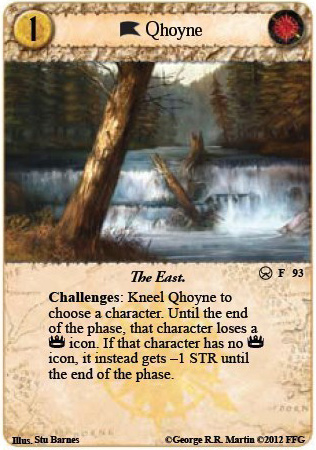 1
Qhoyne
The East.
Challenges: Kneel Qhoyne to
choose a character. Until the end
of the phase, that character loses a
icon. If that character has no
icon, it instead gets –1 STR until
the end of the phase.
F 93
Illus. Stu Barnes
©George R.R. Martin ©2012 FFG